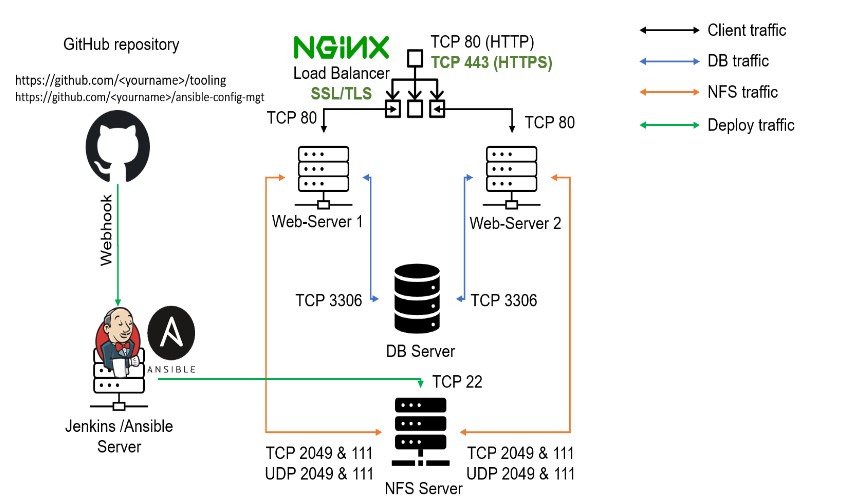 GitHub repository
https://github.com/<yourname>/tooling
https://github.com/<yourname>/ansible-config-mgt
Webhook
ANSIBLE
Jenkins /Ansible
Server
NGiNX
Load Balancer
SSL/TLS
TCP 80 (HTTP)
TCP 443 (HTTPS)
TCP 80
TCP 80
Web-Server 1
Web-Server 2
TCP 3306
TCP 3306
DB Server
TCP 22
TCP 2049 & 111
UDP 2049 & 111
TCP 2049 & 111
UDP 2049 & 111
NFS Server
Client traffic
DB traffic
NFS traffic
Deploy traffic